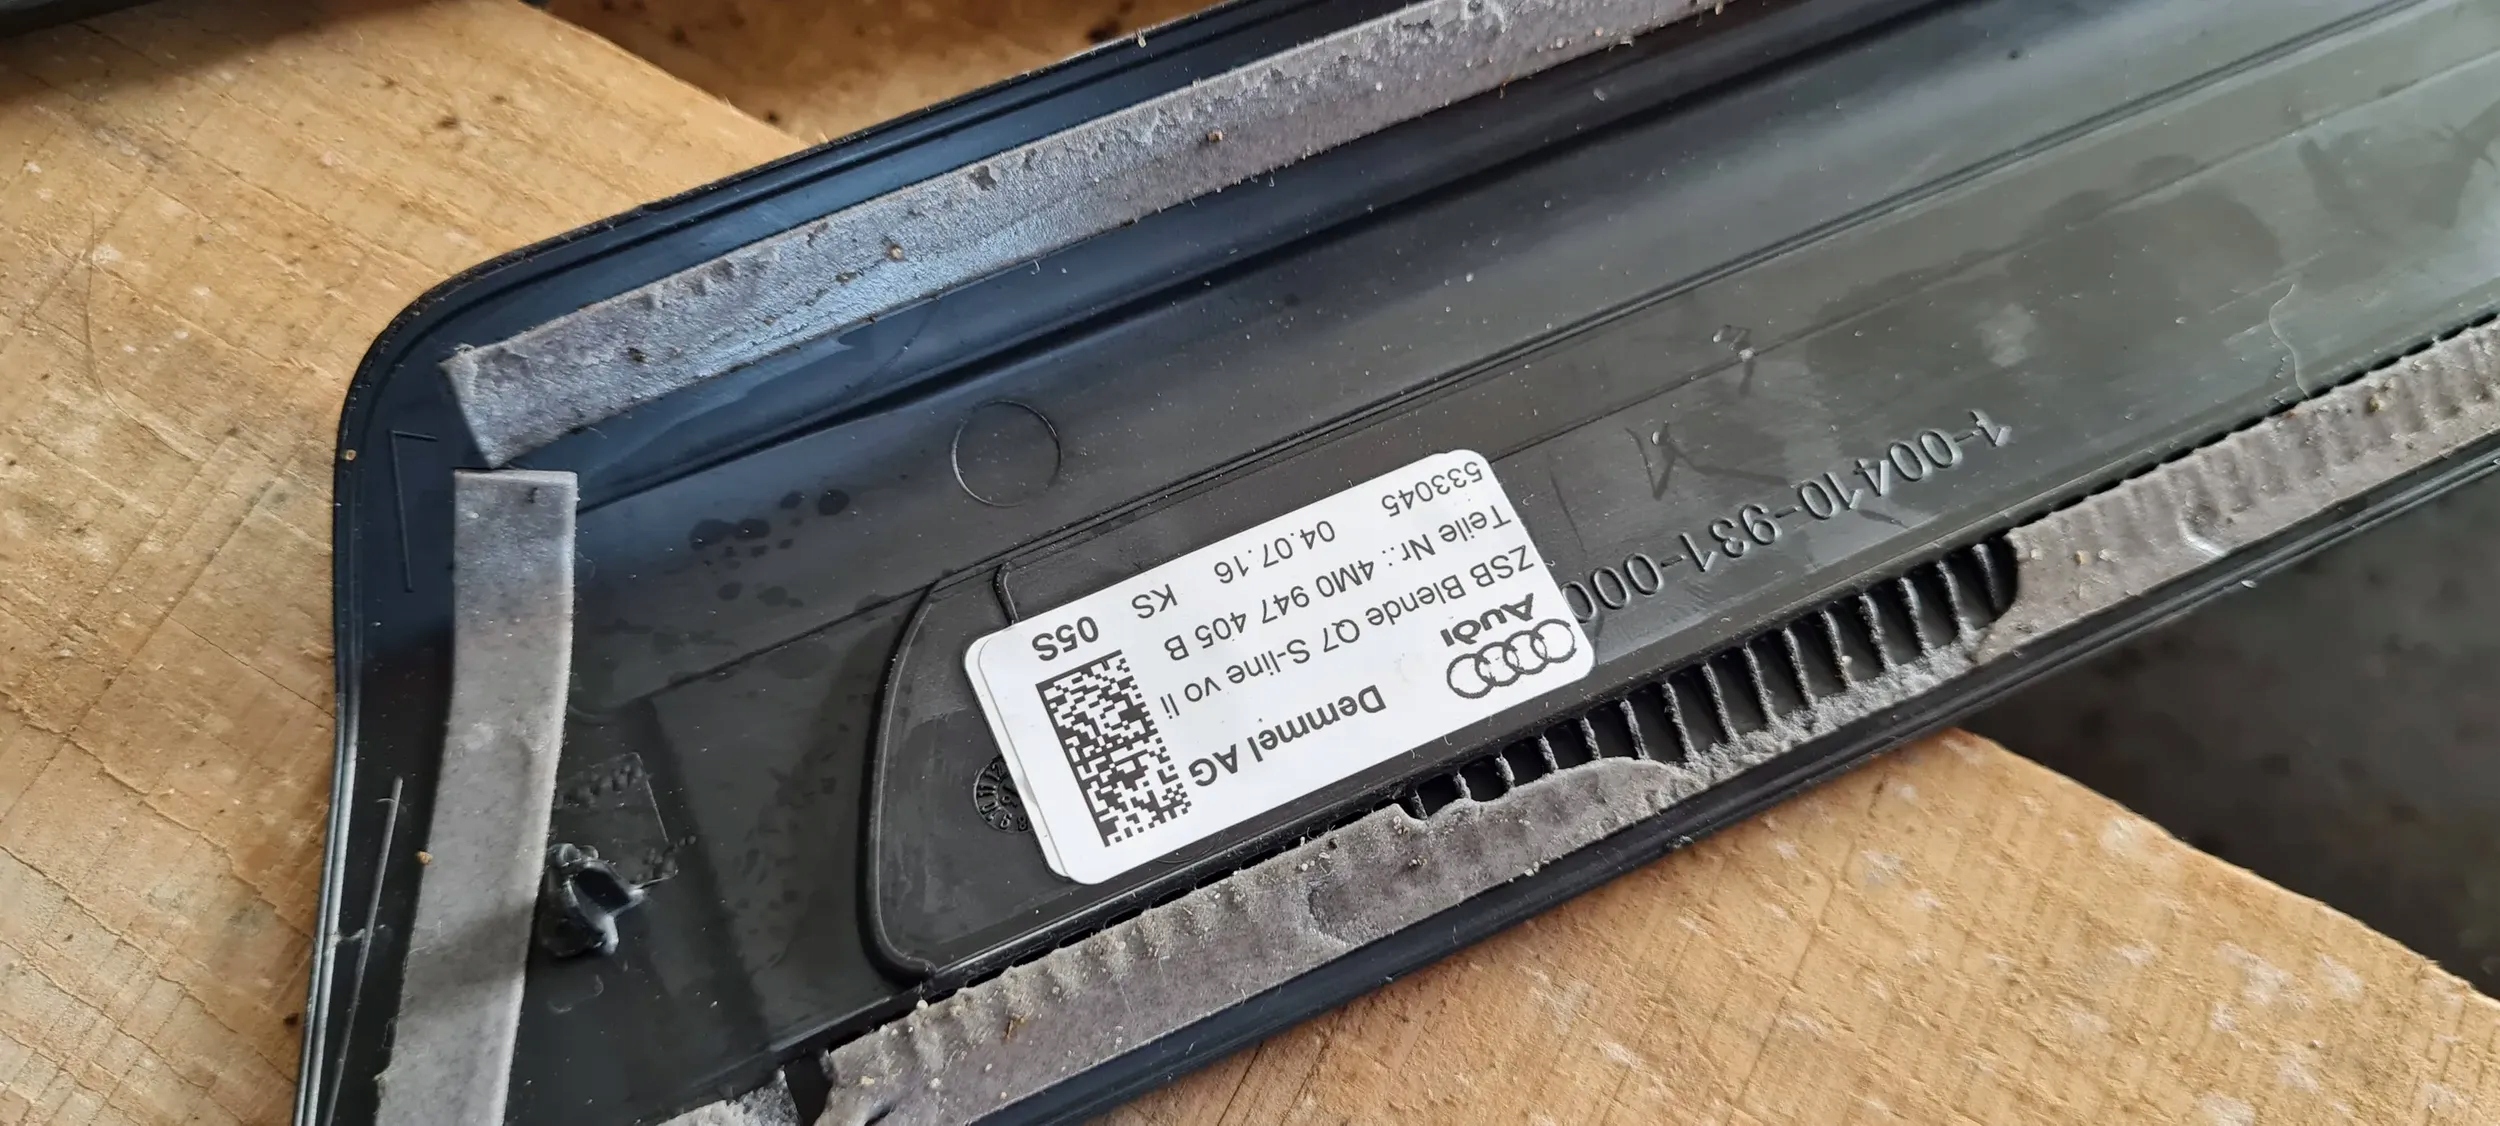 Demmel AG
Audi
ZSB Blende Q7 S-line vo li
Teile Nr.: 4M0 947 405 B
04.07.16 KS 05S
533045
1-00410-931-000
L